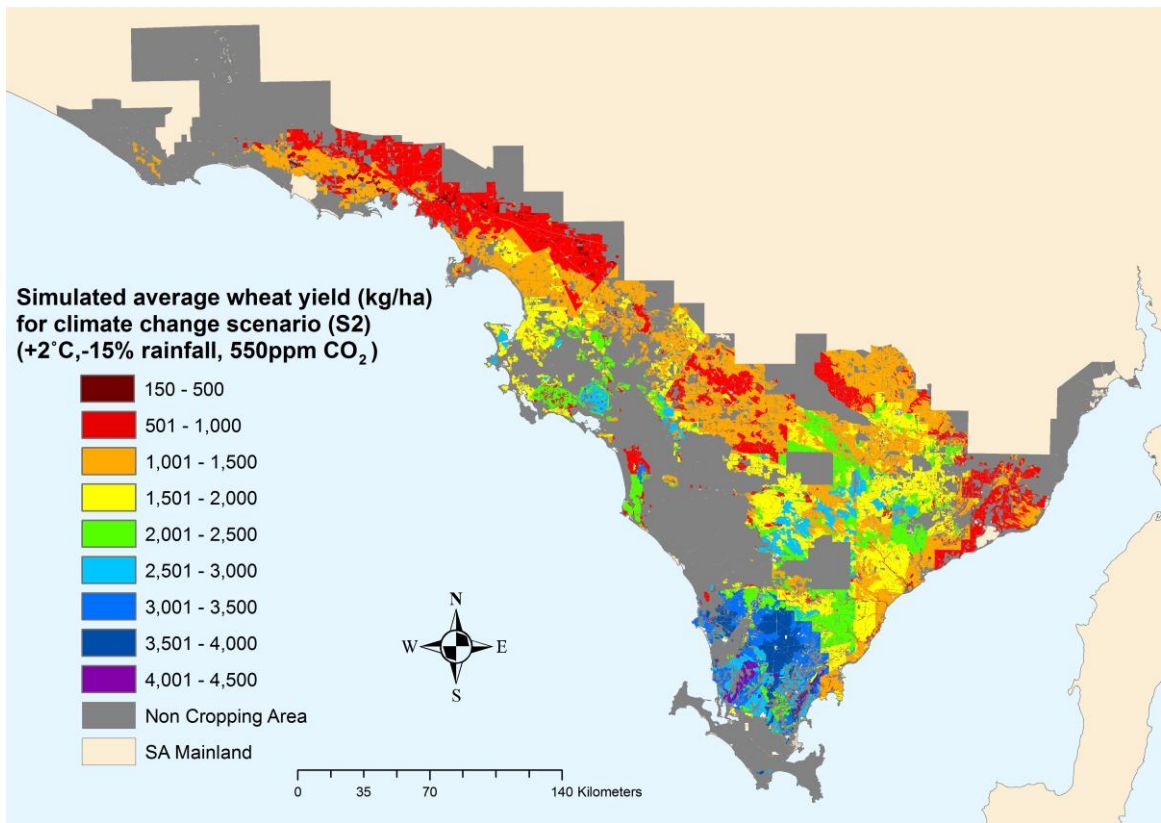 Simulated average wheat yield (kg/ha)
for climate change scenario (S2)
(+2˚C,-15% rainfall, 550ppm CO₂)
150 - 500
501 - 1,000
1,001 - 1,500
1,501 - 2,000
2,001 - 2,500
2,501 - 3,000
3,001 - 3,500
3,501 - 4,000
4,001 - 4,500
Non Cropping Area
SA Mainland
N
W E
S
0 35 70 140 Kilometers